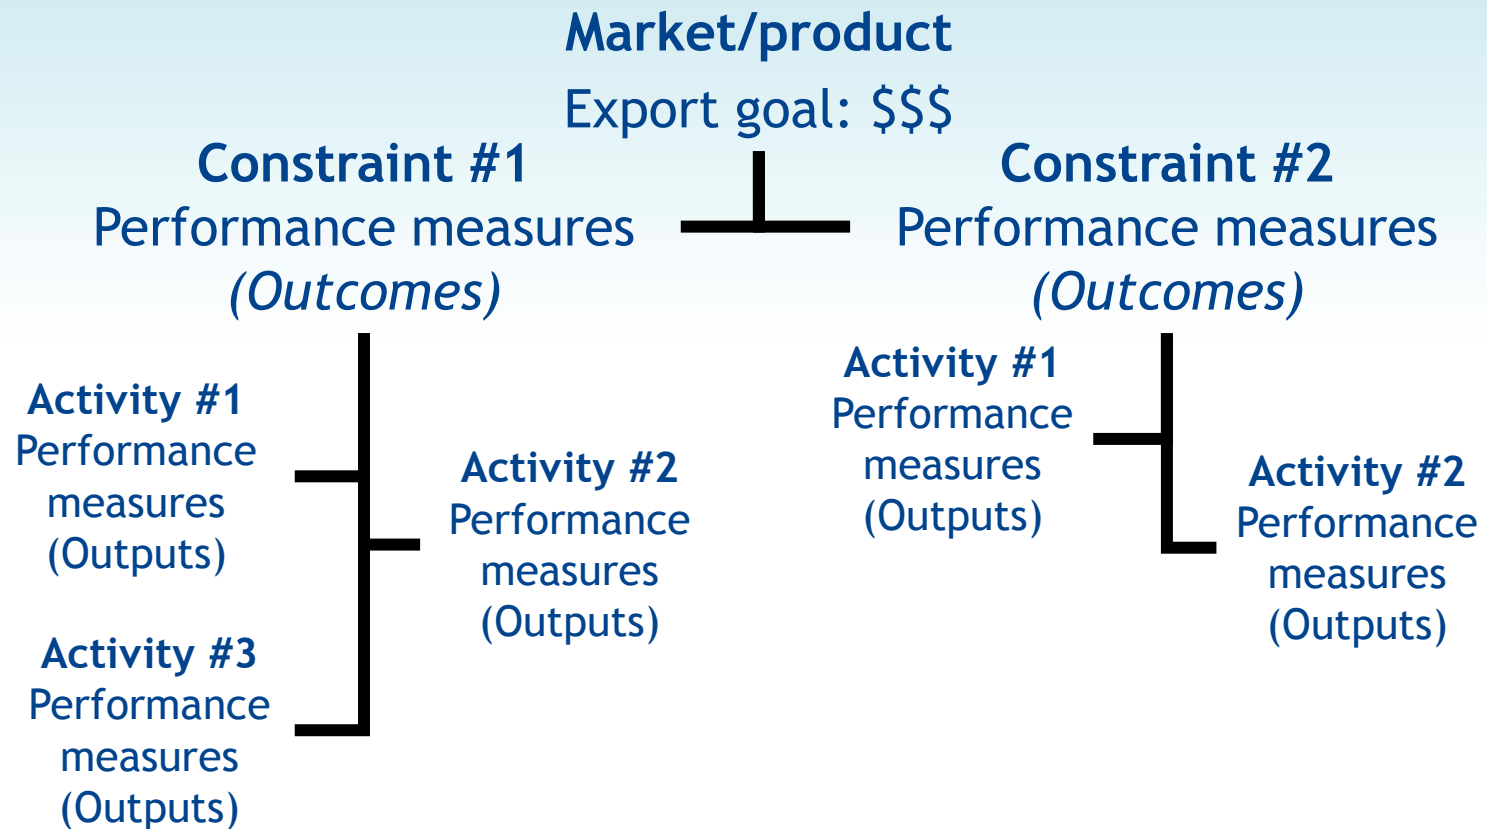 Market/product
Export goal: $$$
Constraint #1
Performance measures
(Outcomes)
Constraint #2
Performance measures
(Outcomes)
Activity #1
Performance
measures
(Outputs)
Activity #2
Performance
measures
(Outputs)
Activity #3
Performance
measures
(Outputs)
Activity #1
Performance
measures
(Outputs)
Activity #2
Performance
measures
(Outputs)